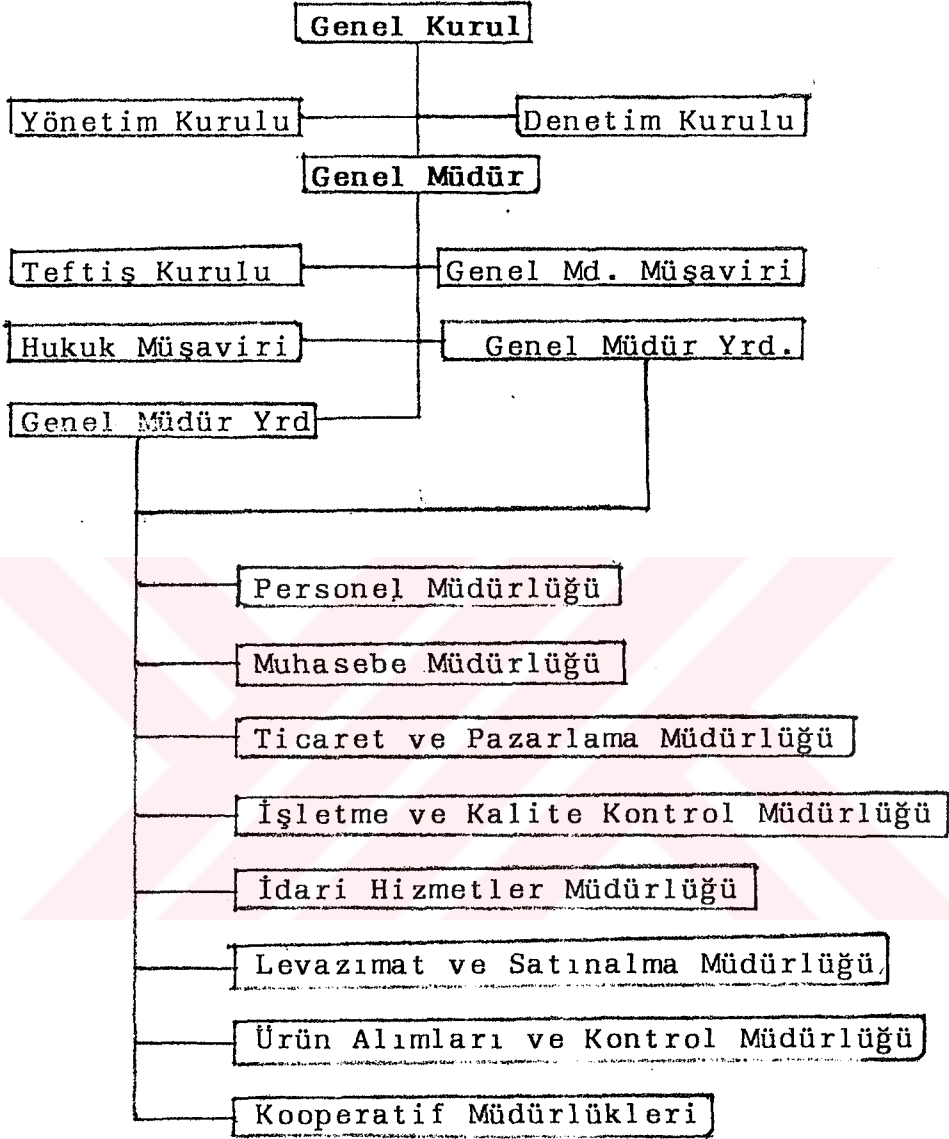 Genel Kurul
Yönetim Kurulu
Denetim Kurulu
Genel Müdür
Teftiş Kurulu
Genel Md. Müşaviri
Hukuk Müşaviri
Genel Müdür Yrd.
Genel Müdür Yrd
Personel Müdürlüğü
Muhasebe Müdürlüğü
Ticaret ve Pazarlama Müdürlüğü
İşletme ve Kalite Kontrol Müdürlüğü
İdari Hizmetler Müdürlüğü
Levazımat ve Satınalma Müdürlüğü
Ürün Alımları ve Kontrol Müdürlüğü
Kooperatif Müdürlükleri